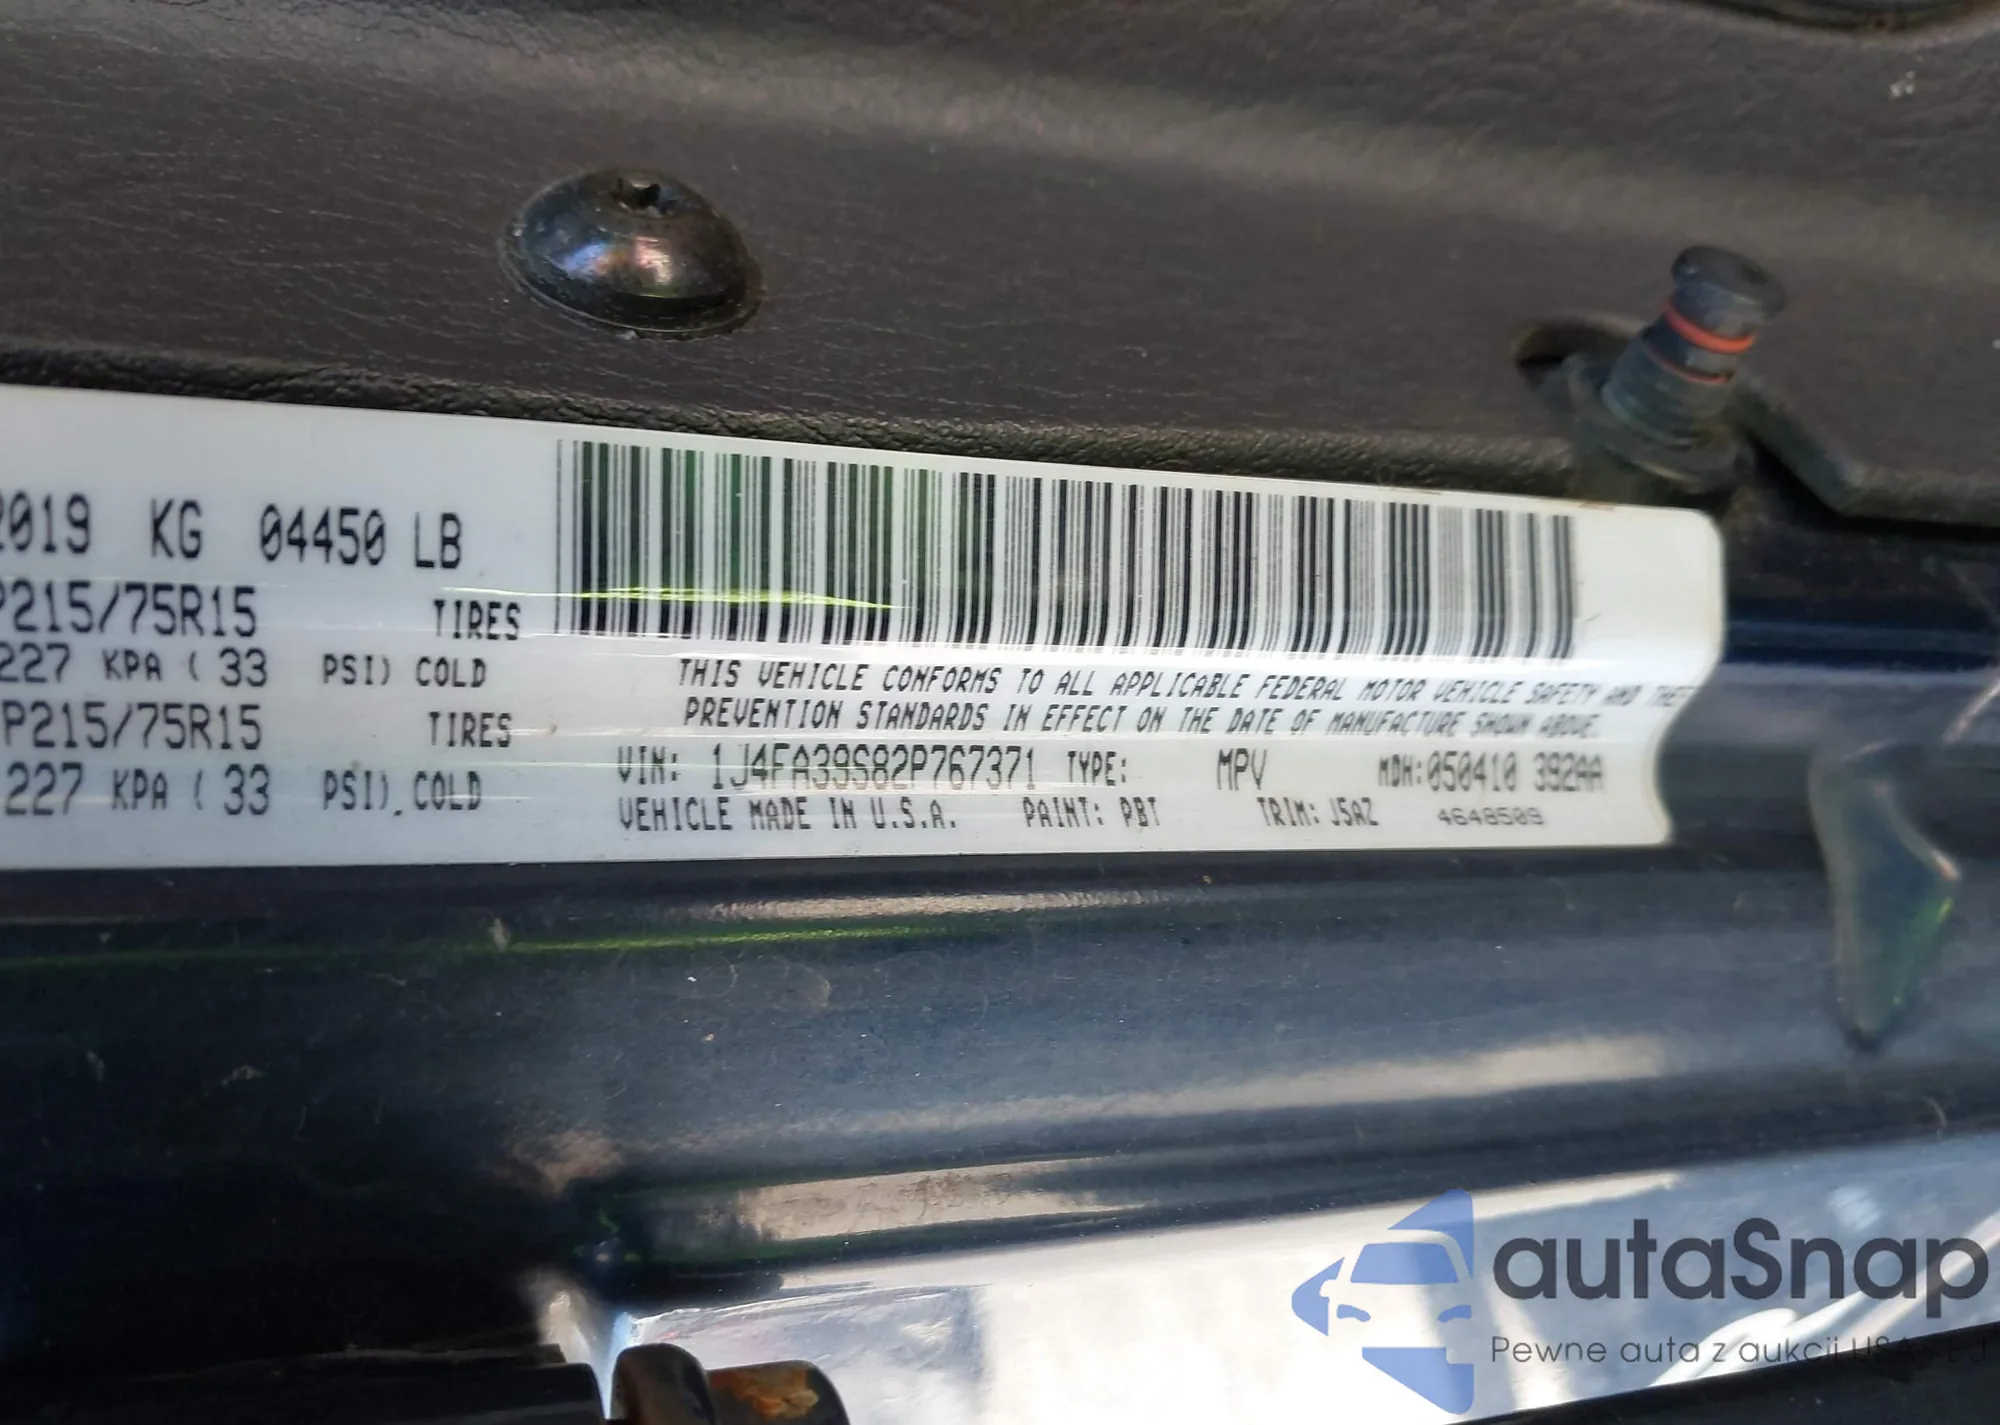 2019 KG 04450 LB
P215/75R15 TIRES
227 KPA ( 33 PSI) COLD
P215/75R15 TIRES
227 KPA ( 33 PSI). COLD
THIS VEHICLE CONFORMS TO ALL APPLICABLE FEDERAL MOTOR VEHICLE SAFETY AND THEFT
PREVENTION STANDARDS IN EFFECT ON THE DATE OF MANUFACTURE SHOWN ABOVE.
VIN: 1J4FA39S82P767371 TYPE: MPV MDH:050410 392AA
VEHICLE MADE IN U.S.A. PAINT: PBT TRIM: J5AZ 4648509
autaSnap
Pewne auta z aukcji USA